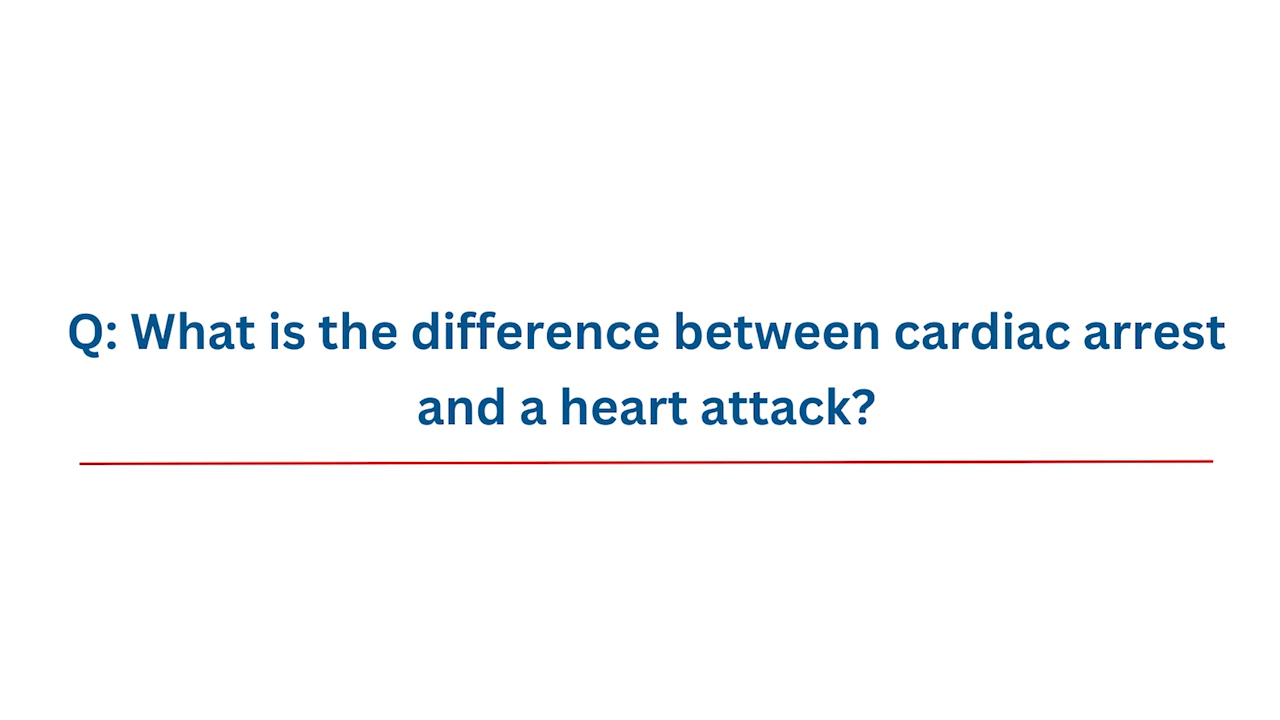 Q: What is the difference between cardiac arrest
and a heart attack?